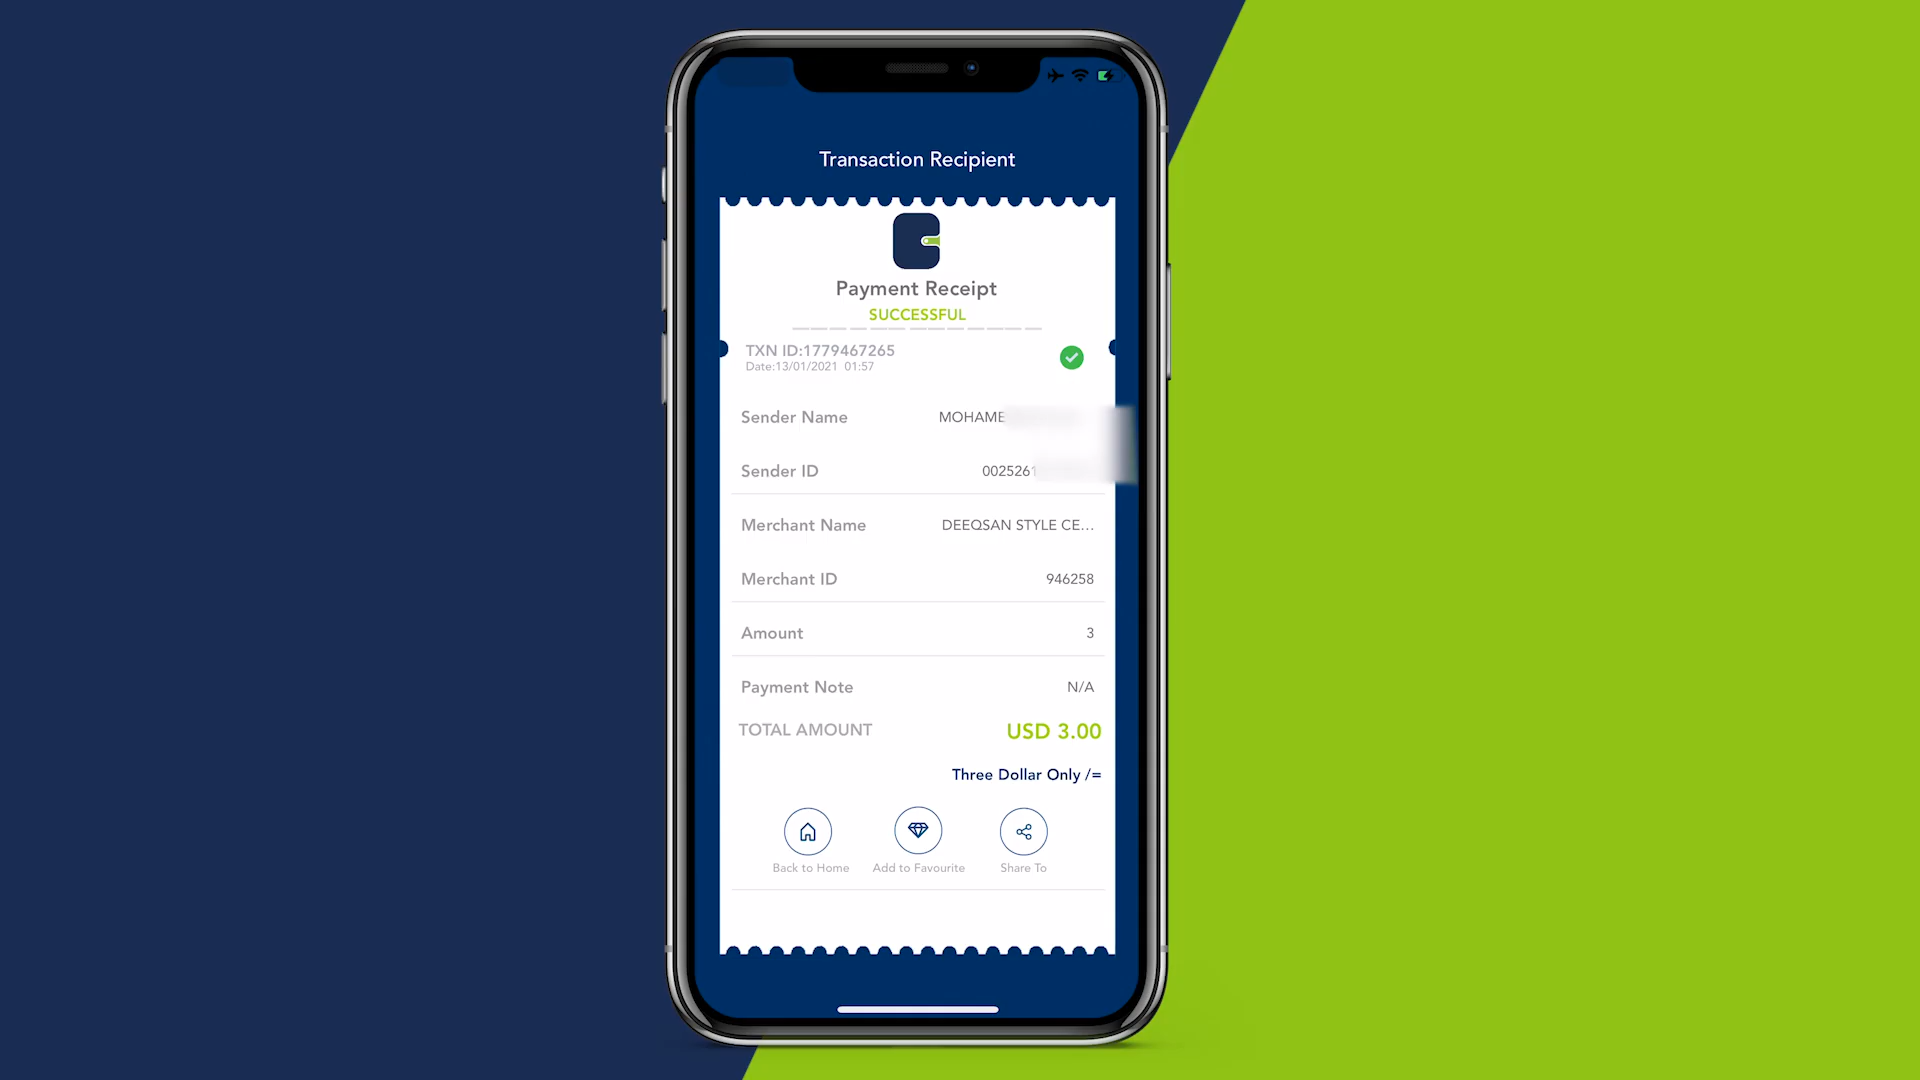 Transaction Recipient
Payment Receipt
SUCCESSFUL
TXN ID:1779467265
Date:13/01/2021 01:57
Sender Name MOHAME
Sender ID 0025261
Merchant Name DEEQSAN STYLE CE...
Merchant ID 946258
Amount 3
Payment Note N/A
TOTAL AMOUNT USD 3.00
Three Dollar Only /=
Back to Home Add to Favourite Share To